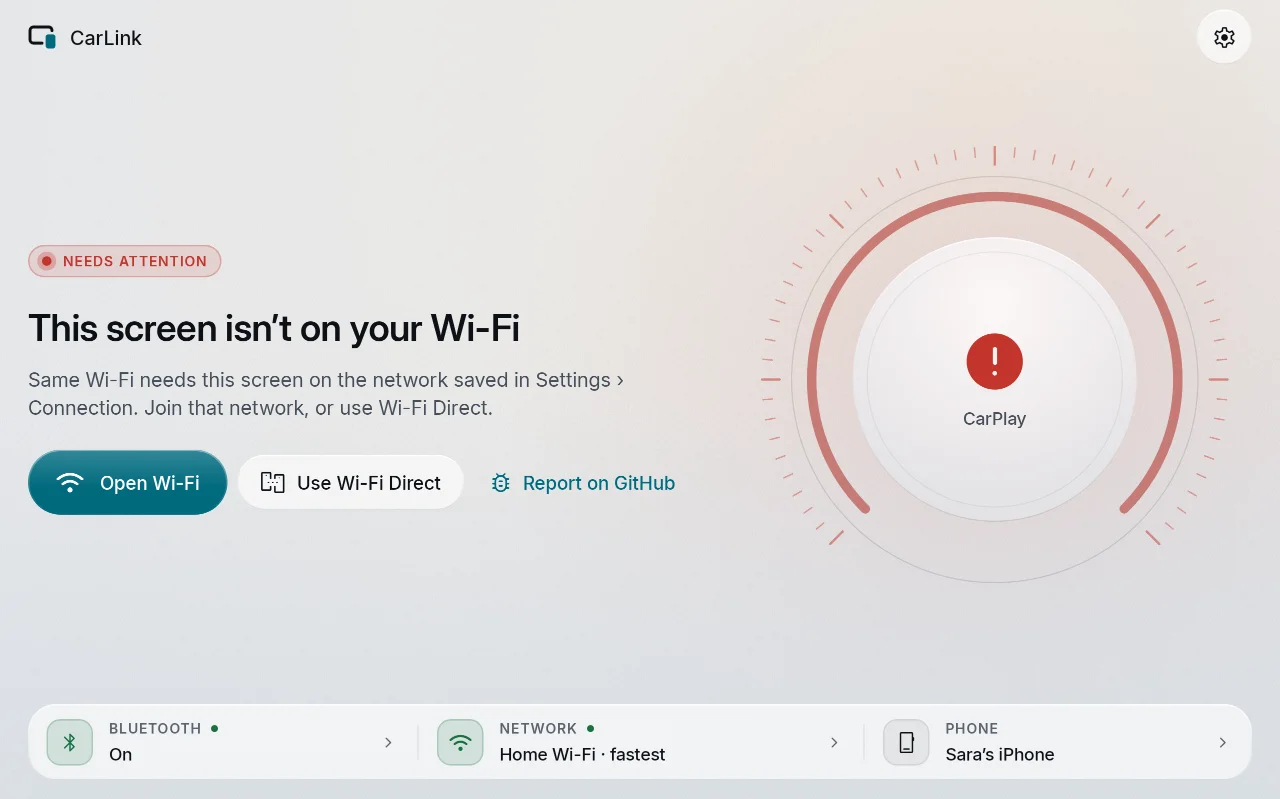 CarLink
NEEDS ATTENTION
This screen isn’t on your Wi-Fi
Same Wi-Fi needs this screen on the network saved in Settings ›
Connection. Join that network, or use Wi-Fi Direct.
Open Wi-Fi
Use Wi-Fi Direct
Report on GitHub
CarPlay
BLUETOOTH
On
NETWORK
Home Wi-Fi · fastest
PHONE
Sara’s iPhone